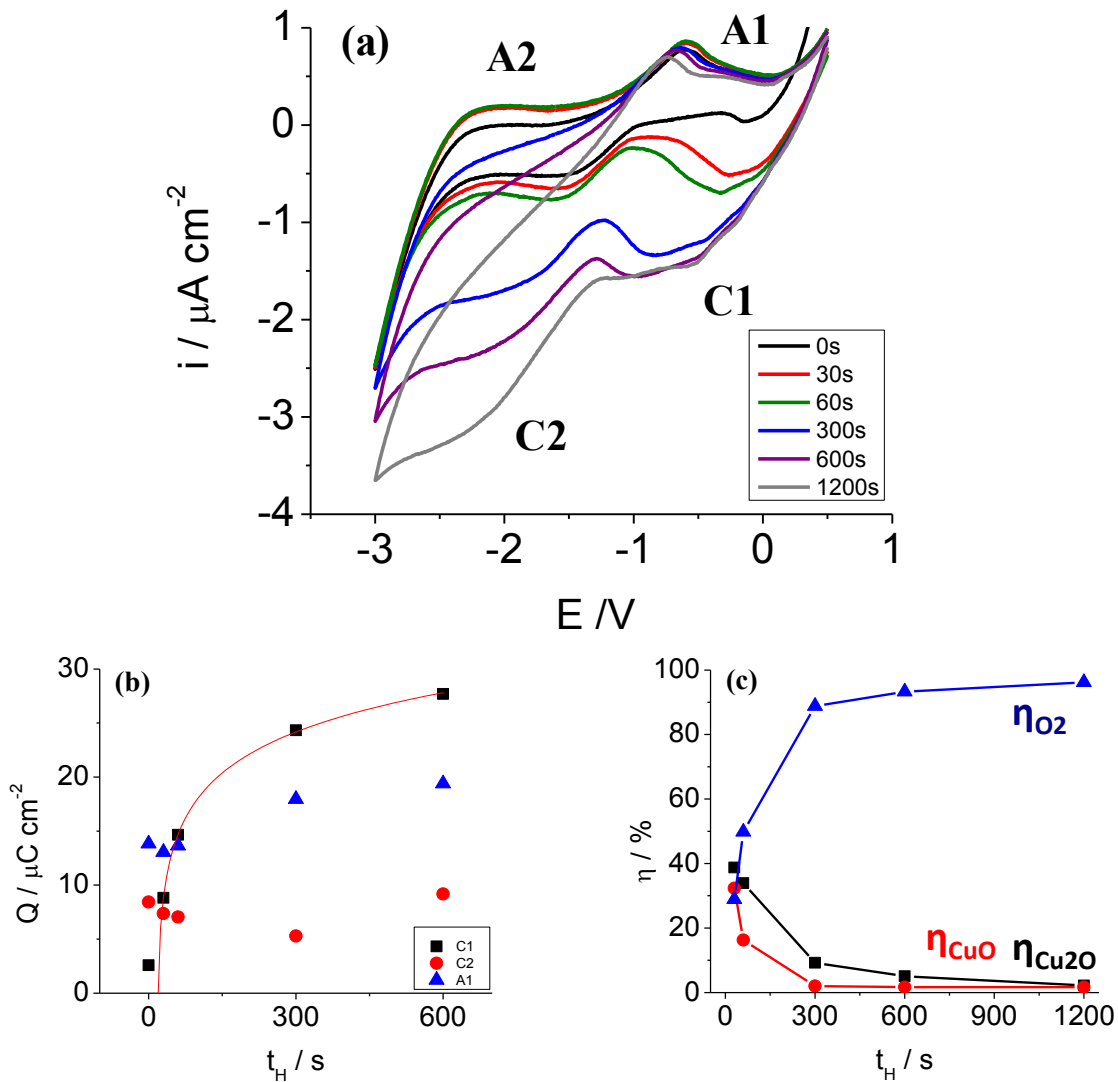 (a)
A1
A2
C1
C2
i / μA cm-2
1
0
-1
-2
-3
-4
-3
-2
-1
0
1
E /V
0s
30s
60s
300s
600s
1200s
(b)
Q / μC cm-2
30
20
10
0
0
300
600
tH / s
C1
C2
A1
(c)
η / %
100
80
60
40
20
0
0
300
600
900
1200
tH / s
ηO2
ηCuO
ηCu2O